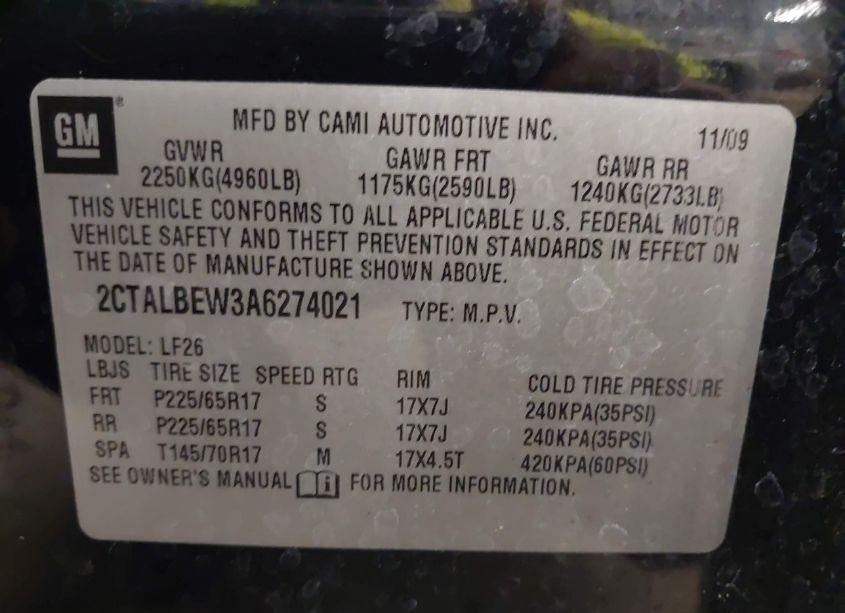 GM®
MFD BY CAMI AUTOMOTIVE INC. 11/09
GVWR GAWR FRT GAWR RR
2250KG(4960LB) 1175KG(2590LB) 1240KG(2733LB)
THIS VEHICLE CONFORMS TO ALL APPLICABLE U.S. FEDERAL MOTOR
VEHICLE SAFETY AND THEFT PREVENTION STANDARDS IN EFFECT ON
THE DATE OF MANUFACTURE SHOWN ABOVE.
2CTALBEW3A6274021 TYPE: M.P.V.
MODEL: LF26
LBJS TIRE SIZE SPEED RTG RIM COLD TIRE PRESSURE
FRT P225/65R17 S 17X7J 240KPA(35PSI)
RR P225/65R17 S 17X7J 240KPA(35PSI)
SPA T145/70R17 M 17X4.5T 420KPA(60PSI)
SEE OWNER'S MANUAL i FOR MORE INFORMATION.